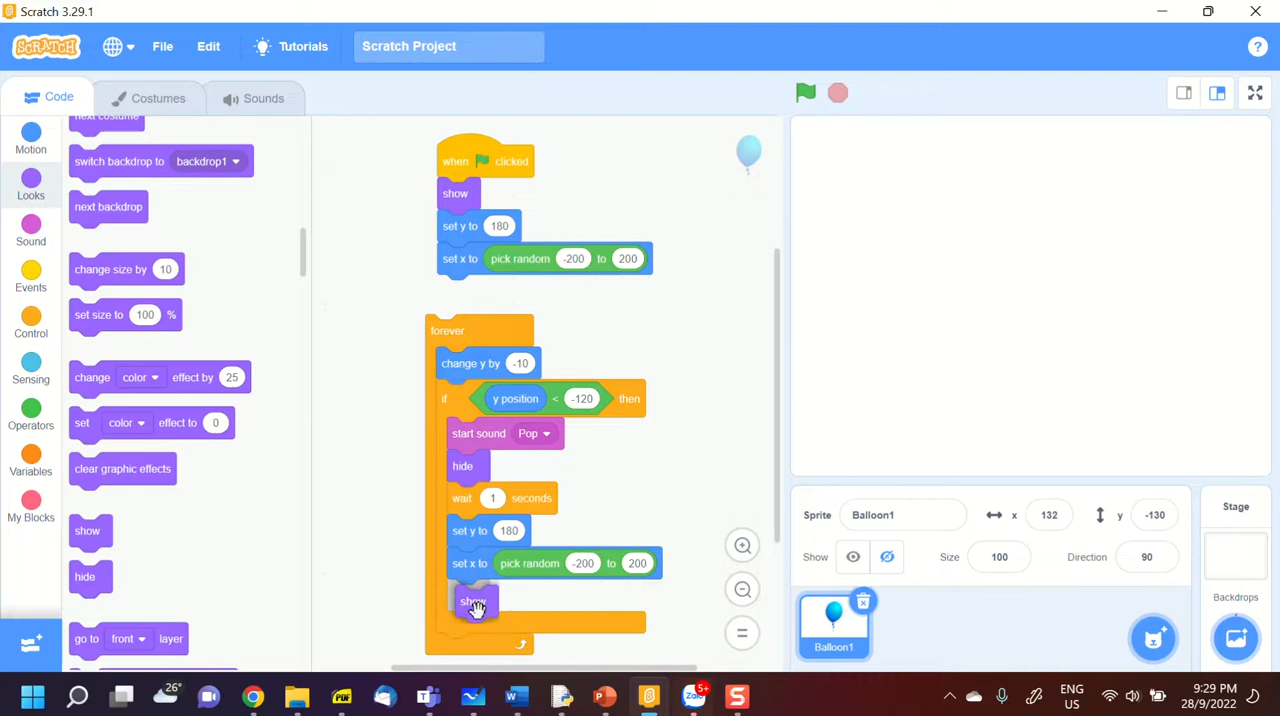 Scratch 3.29.1
SCRATCH
File
Edit
Tutorials
Scratch Project
?
Code
Costumes
Sounds
Motion
Looks
Sound
Events
Control
Sensing
Operators
Variables
My Blocks
next costume
switch backdrop to backdrop1
next backdrop
change size by 10
set size to 100 %
change color effect by 25
set color effect to 0
clear graphic effects
show
hide
go to front layer
when clicked
show
set y to 180
set x to pick random -200 to 200
forever
change y by -10
if y position < -120 then
start sound Pop
hide
wait 1 seconds
set y to 180
set x to pick random -200 to 200
show
Sprite Balloon1 x 132 y -130
Show Size 100 Direction 90
Balloon1
Stage
Backdrops
26°
PDF
5+
S
ENG
US
9:29 PM
28/9/2022